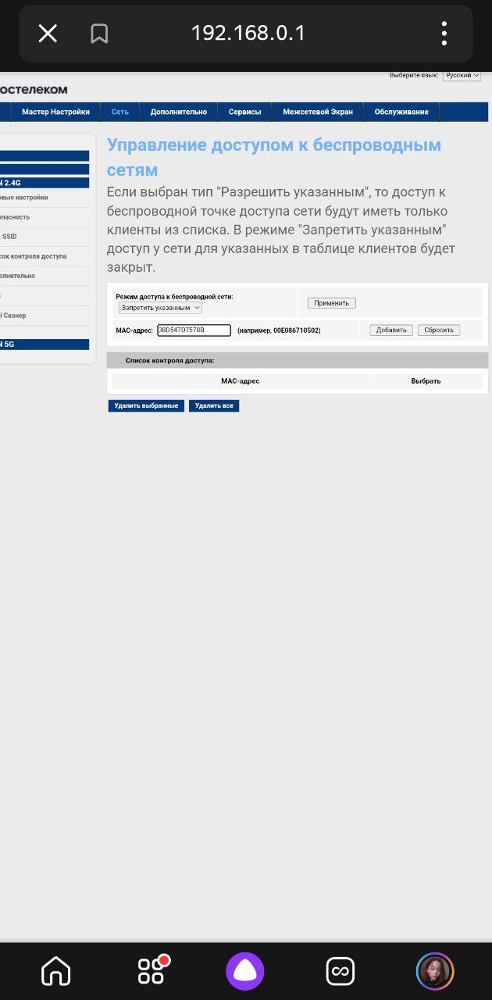 192.168.0.1
Выберите язык: Русский
остелеком
Мастер Настройки Сеть Дополнительно Сервисы Межсетевой Экран Обслуживание
Управление доступом к беспроводным
сетям
Если выбран тип "Разрешить указанным", то доступ к
беспроводной точке доступа сети будут иметь только
клиенты из списка. В режиме "Запретить указанным"
доступ у сети для указанных в таблице клиентов будет
закрыт.
N 2.4G
овые настройки
опасность
SSID
сок контроля доступа
олнительно
i Сканер
N 5G
Режим доступа к беспроводной сети:
Запретить указанным
Применить
MAC-адрес: 38D547D7578B (например, 00E086710502) Добавить Сбросить
Список контроля доступа:
MAC-адрес Выбрать
Удалить выбранные Удалить все